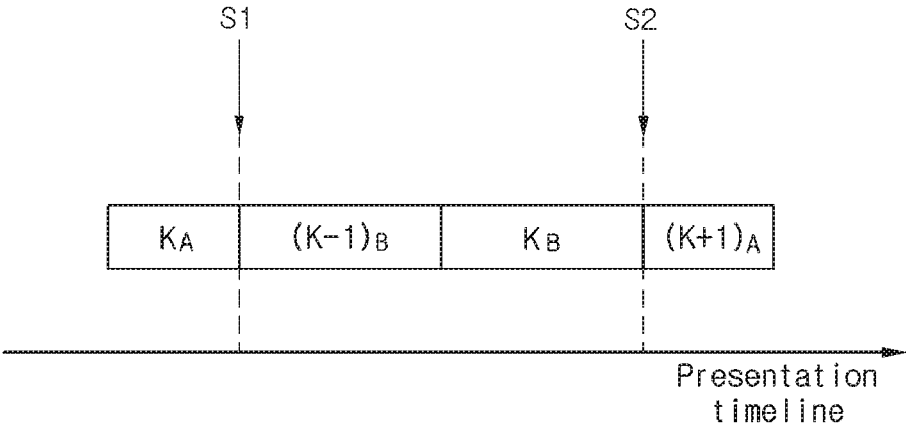 S1 S2
KA (K-1)B KB (K+1)A
Presentation
timeline